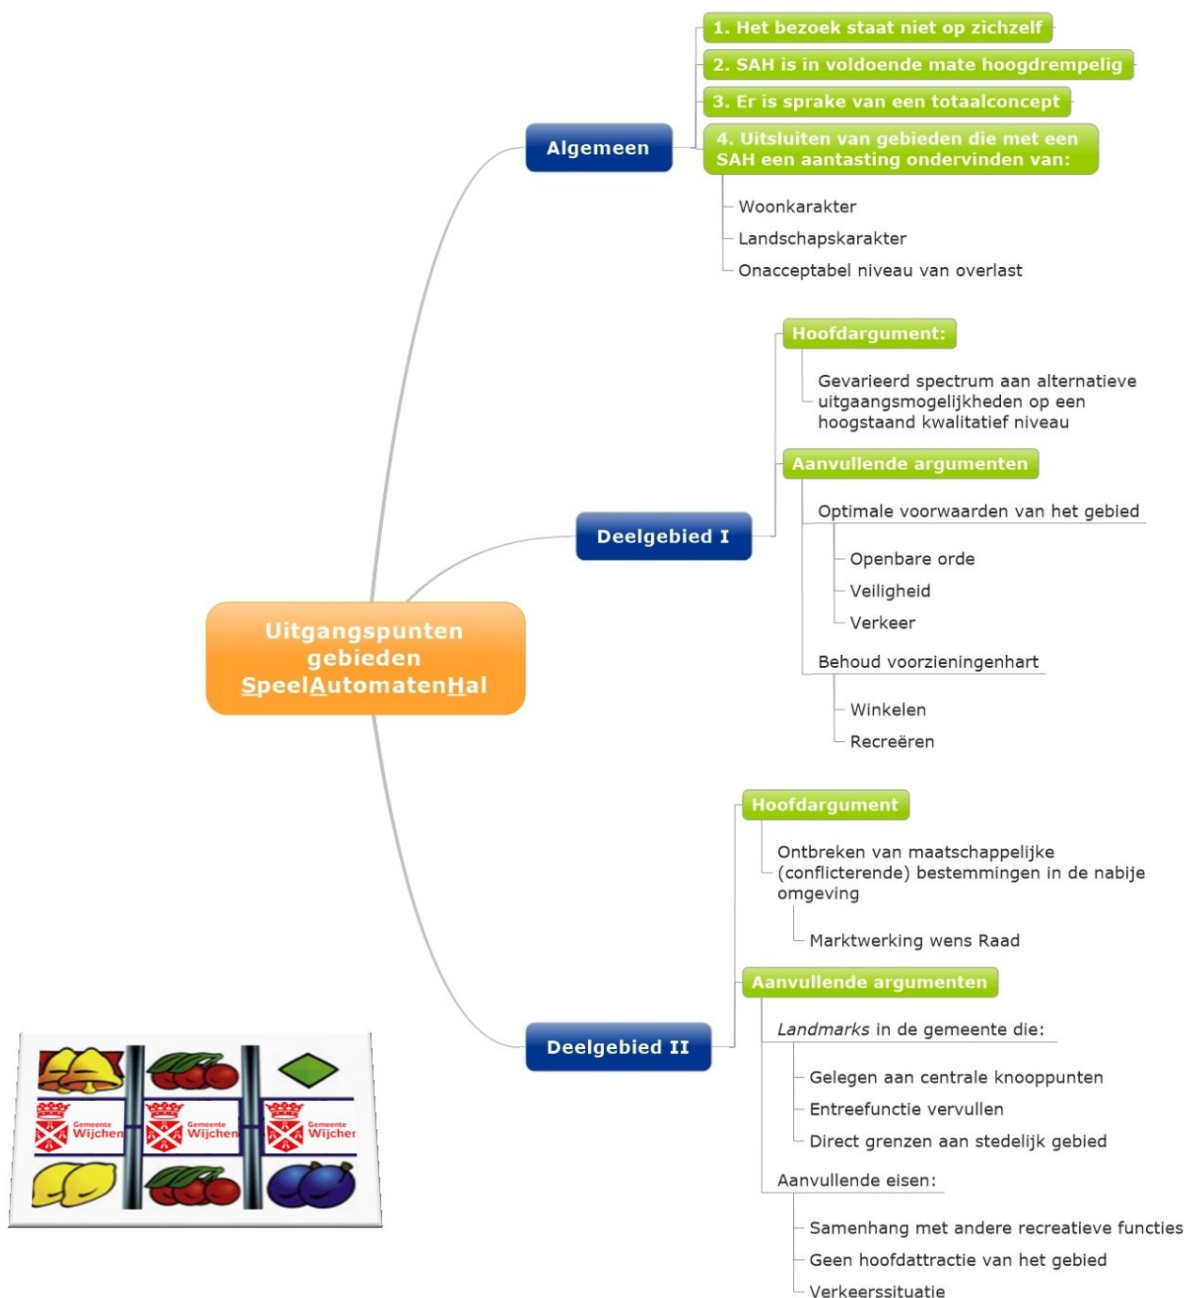 1. Het bezoek staat niet op zichzelf
2. SAH is in voldoende mate hoogdrempelig
3. Er is sprake van een totaalconcept
4. Uitsluiten van gebieden die met een
SAH een aantasting ondervinden van:
Algemeen
Woonkarakter
Landschapskarakter
Onacceptabel niveau van overlast
Hoofdargument:
Gevarieerd spectrum aan alternatieve
uitgaangsmogelijkheden op een
hoogstaand kwalitatief niveau
Aanvullende argumenten
Optimale voorwaarden van het gebied
Deelgebied I
Openbare orde
Veiligheid
Verkeer
Behoud voorzieningenhart
Winkelen
Recreëren
Uitgangspunten
gebieden
SpeelAutomatenHal
Hoofdargument
Ontbreken van maatschappelijke
(conflicterende) bestemmingen in de nabije
omgeving
Marktwerking wens Raad
Aanvullende argumenten
Landmarks in de gemeente die:
Deelgebied II
Gelegen aan centrale knooppunten
Entreefunctie vervullen
Direct grenzen aan stedelijk gebied
Aanvullende eisen:
Samenhang met andere recreatieve functies
Geen hoofdattractie van het gebied
Verkeerssituatie
Gemeente
Wijchen
Gemeente
Wijchen
Gemeente
Wijchen